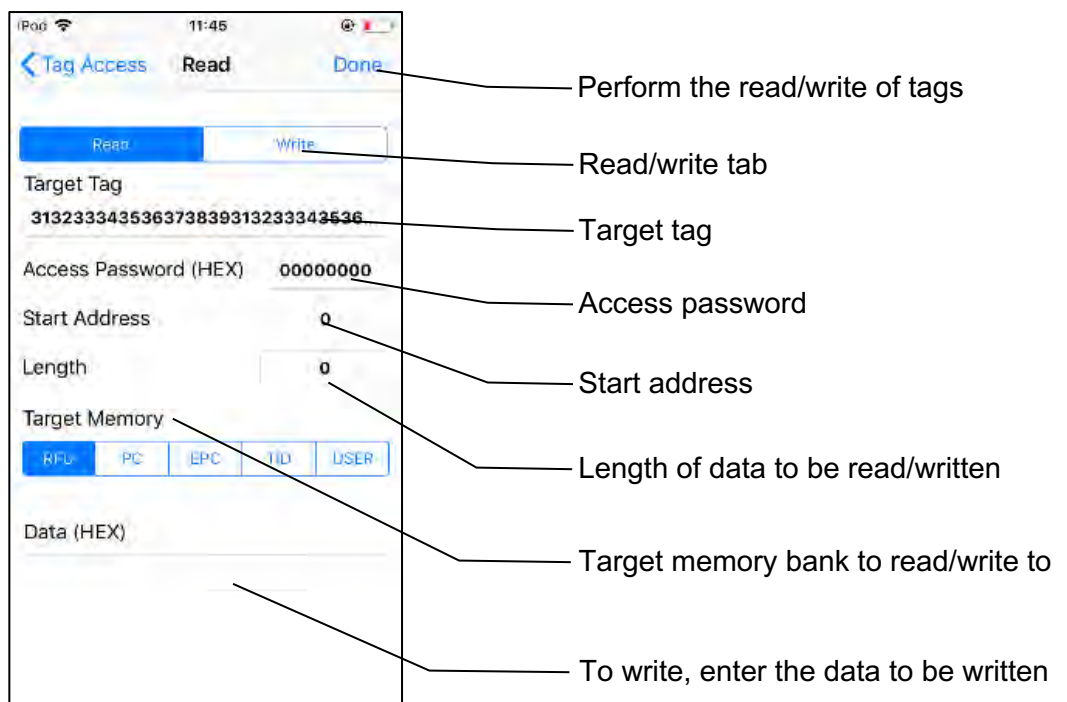 iPod 11:45
Tag Access Read Done
Perform the read/write of tags
Read Write
Read/write tab
Target Tag
313233343536373839313233343536
Target tag
Access Password (HEX) 00000000
Access password
Start Address 0
Start address
Length 0
Length of data to be read/written
Target Memory
RFU PC EPC TID USER
Target memory bank to read/write to
Data (HEX)
To write, enter the data to be written